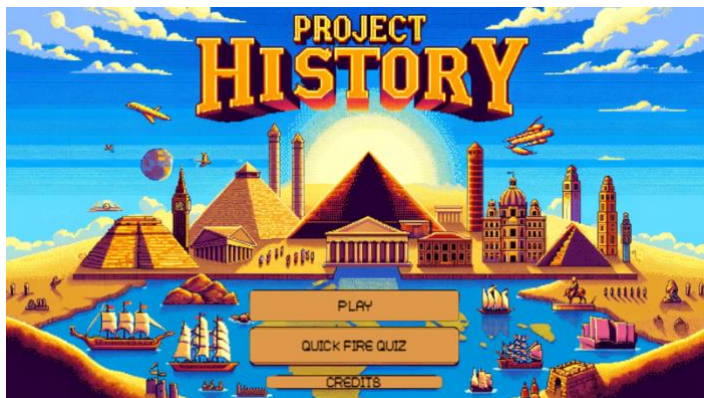 PROJECT
HISTORY
PLAY
QUICK FIRE QUIZ
CREDITS